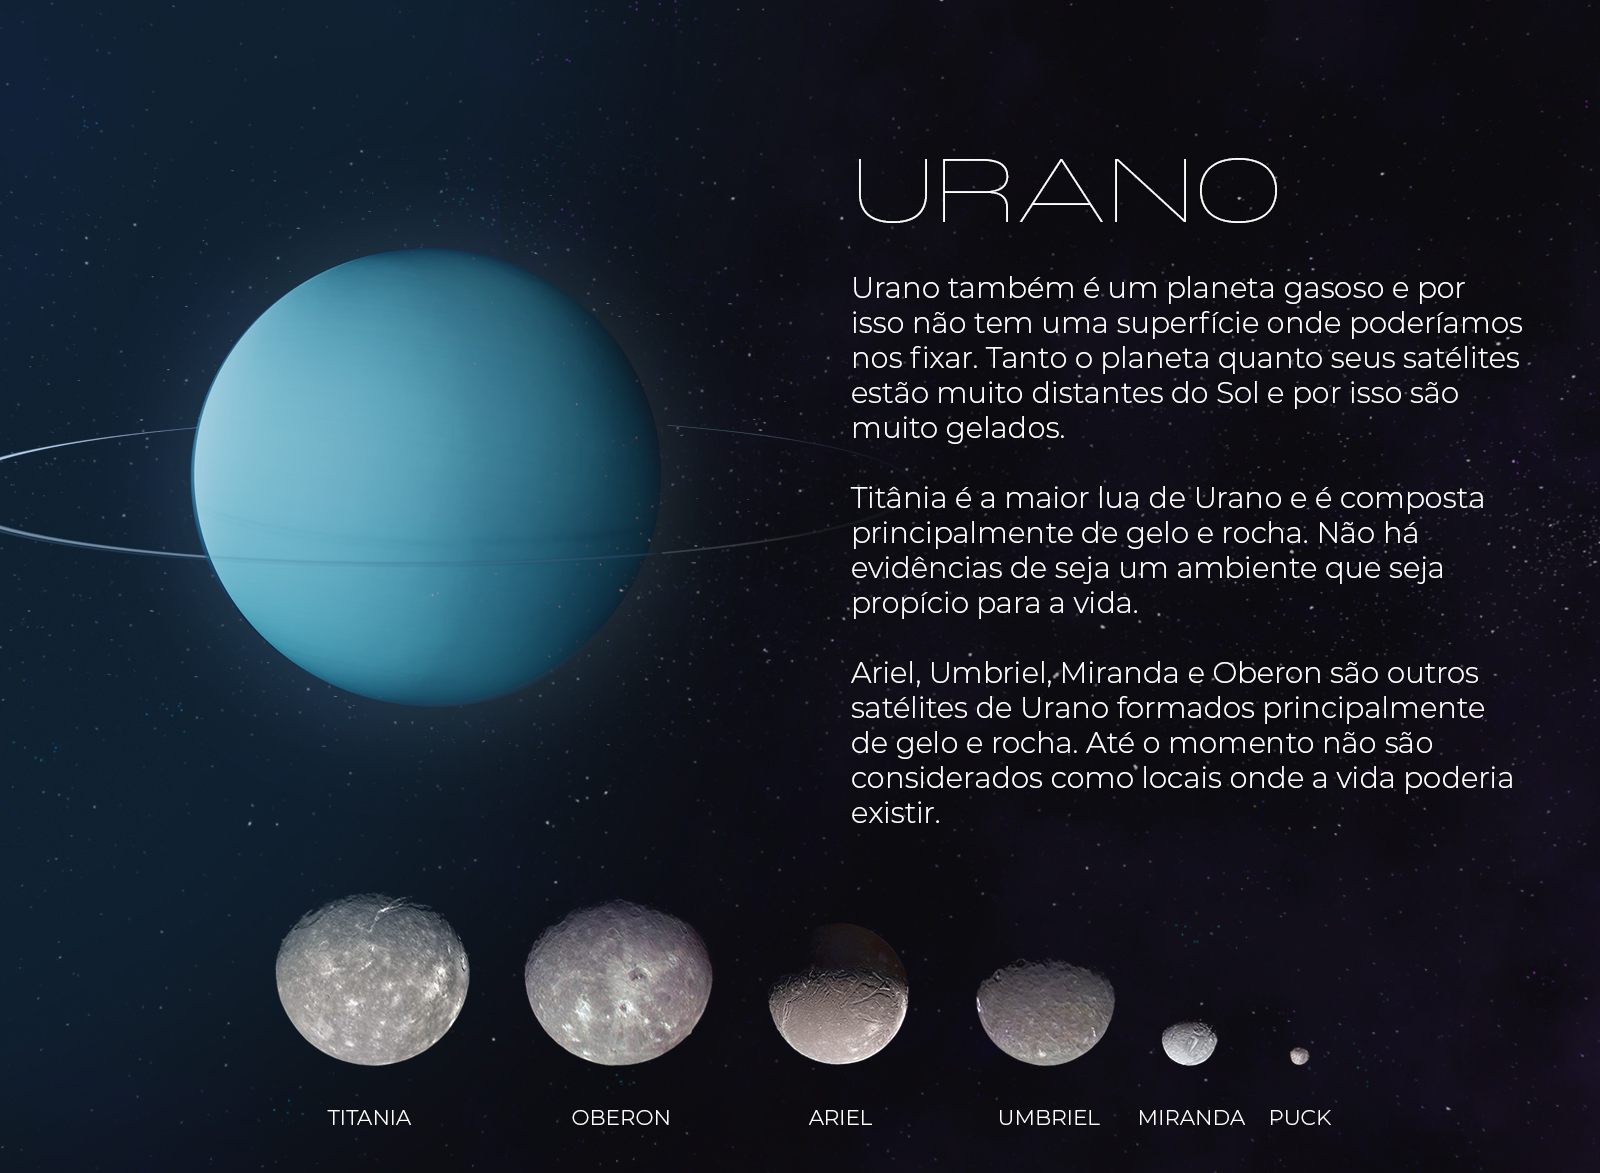 URANO
Urano também é um planeta gasoso e por
isso não tem uma superfície onde poderíamos
nos fixar. Tanto o planeta quanto seus satélites
estão muito distantes do Sol e por isso são
muito gelados.
Titânia é a maior lua de Urano e é composta
principalmente de gelo e rocha. Não há
evidências de seja um ambiente que seja
propício para a vida.
Ariel, Umbriel, Miranda e Oberon são outros
satélites de Urano formados principalmente
de gelo e rocha. Até o momento não são
considerados como locais onde a vida poderia
existir.
TITANIA OBERON ARIEL UMBRIEL MIRANDA PUCK